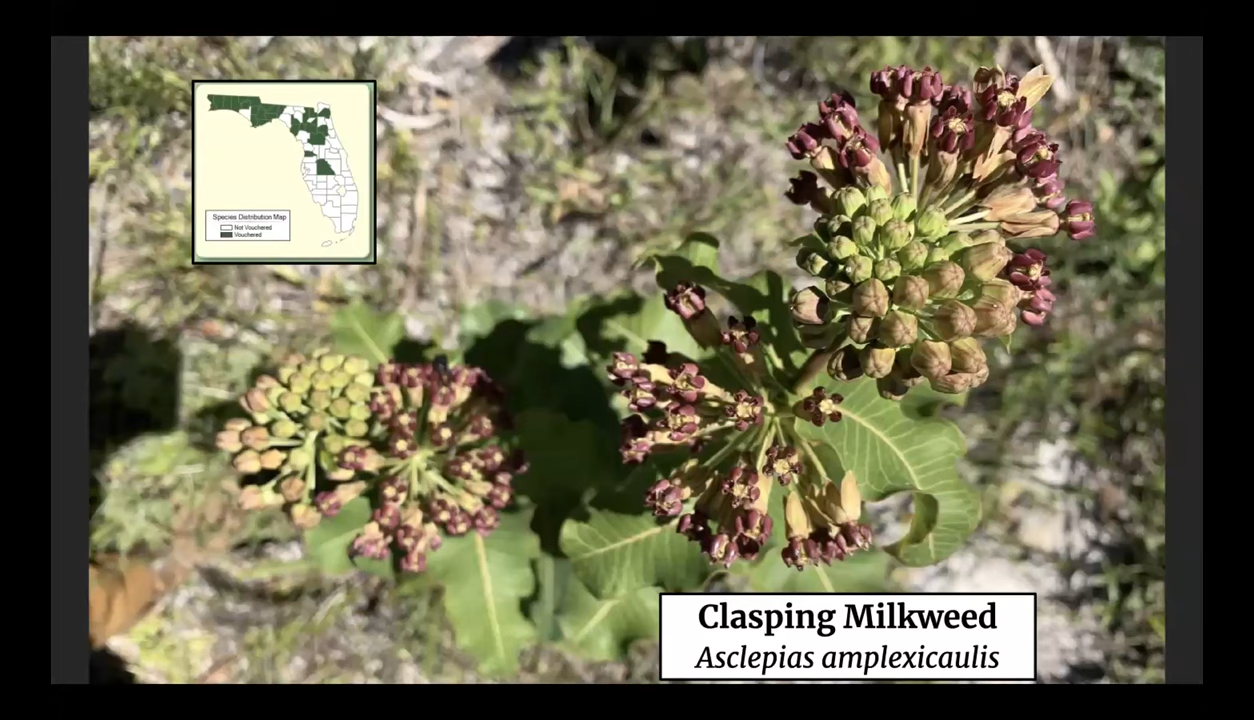 Species Distribution Map
Not Vouchered
Vouchered
Clasping Milkweed
Asclepias amplexicaulis